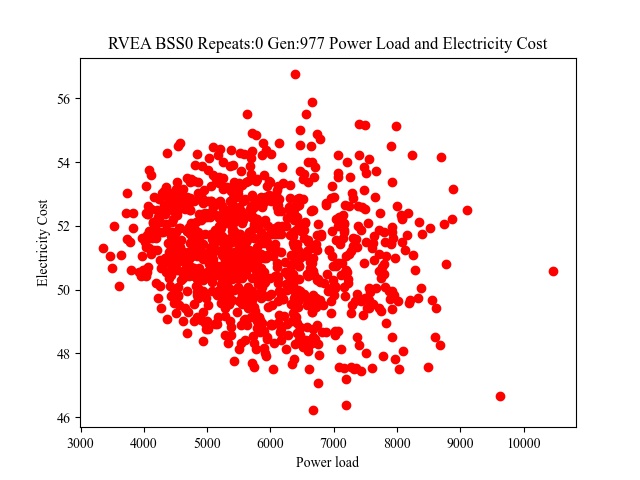 RVEA BSS0 Repeats:0 Gen:977 Power Load and Electricity Cost
56
54
52
50
48
46
Electricity Cost
3000 4000 5000 6000 7000 8000 9000 10000
Power load